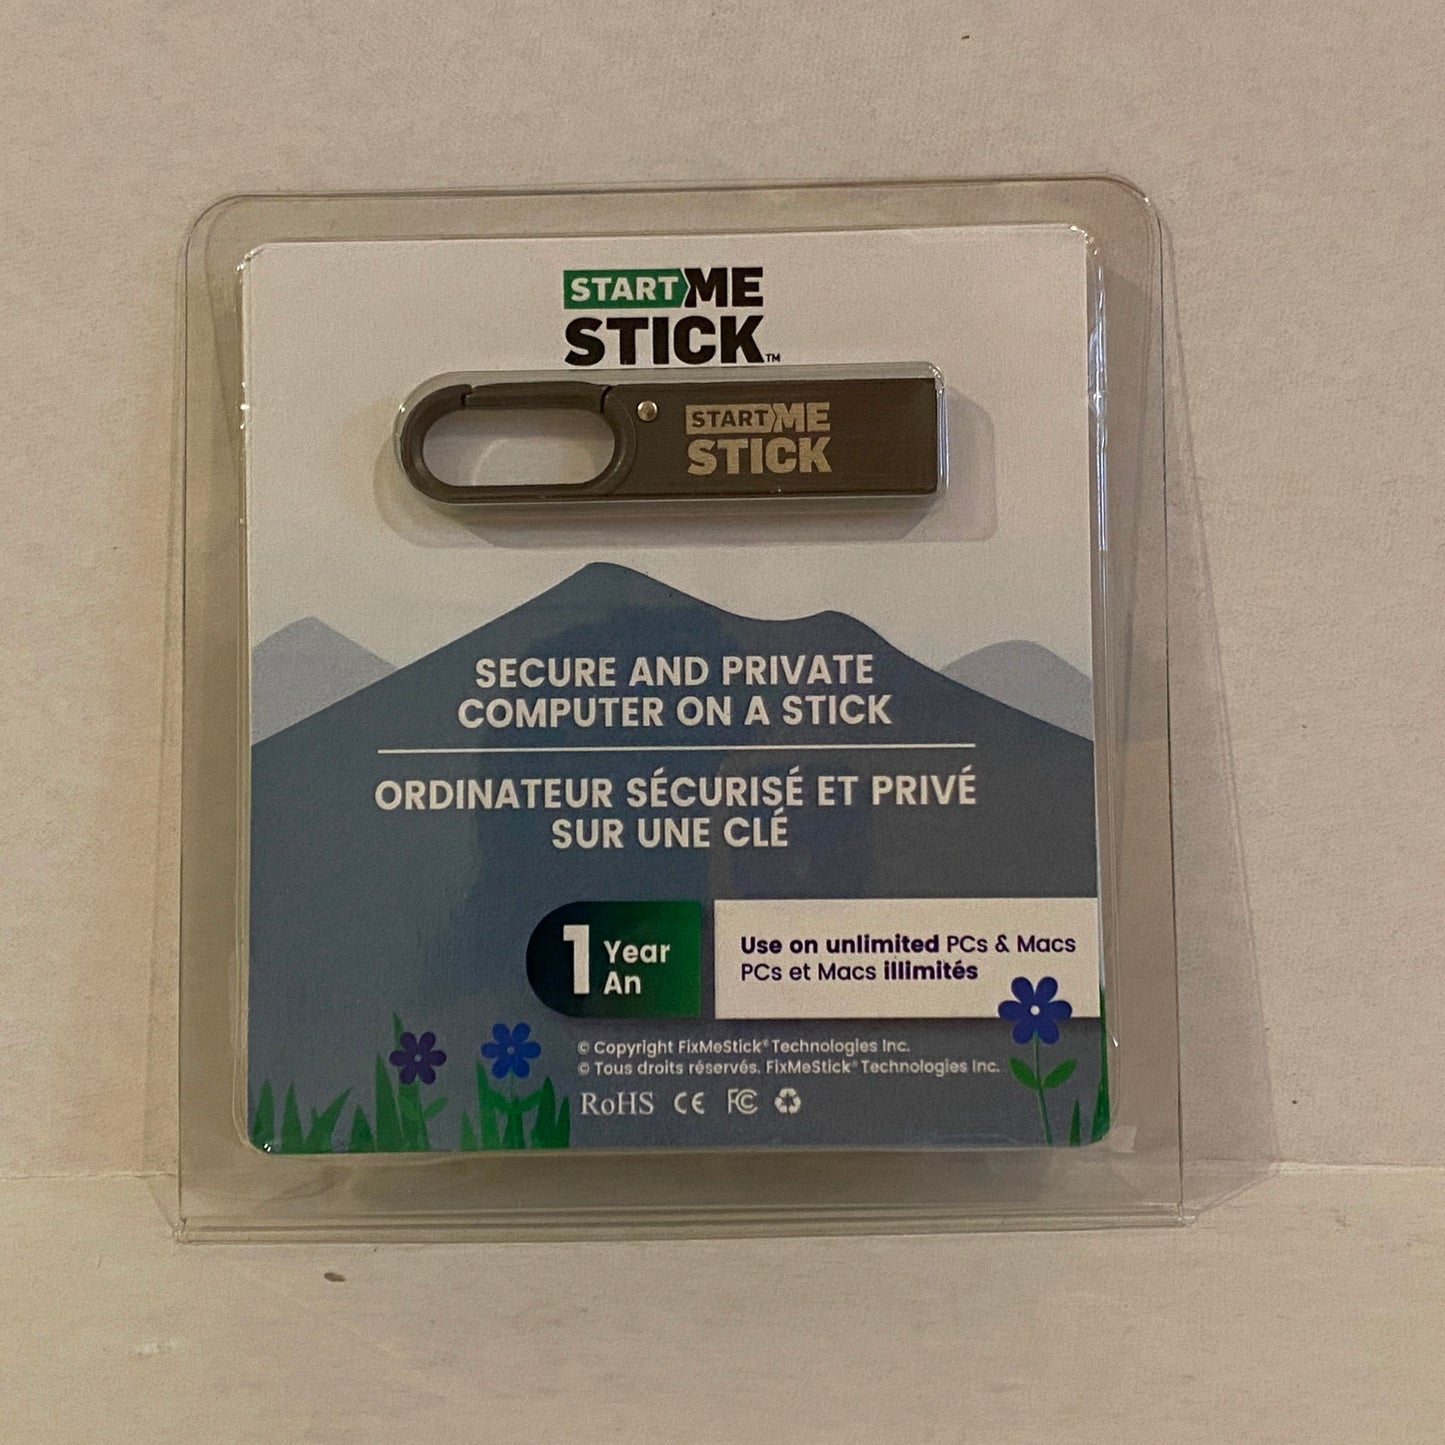 START ME
STICK™
START ME
STICK
SECURE AND PRIVATE
COMPUTER ON A STICK
ORDINATEUR SÉCURISÉ ET PRIVÉ
SUR UNE CLÉ
1 Year
An
Use on unlimited PCs & Macs
PCs et Macs illimités
© Copyright FixMeStick® Technologies Inc.
© Tous droits réservés. FixMeStick® Technologies Inc.
RoHS CE FC